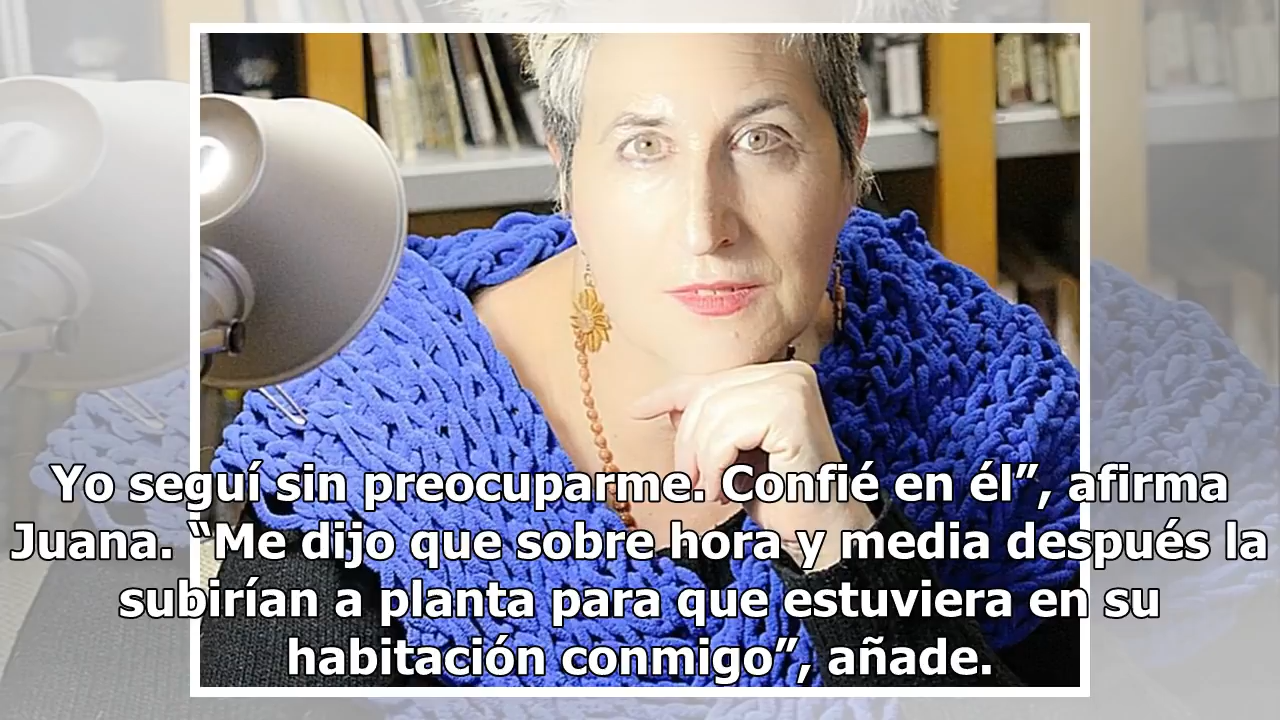 Yo seguí sin preocuparme. Confié en él”, afirma
Juana. “Me dijo que sobre hora y media después la
subirían a planta para que estuviera en su
habitación conmigo”, añade.